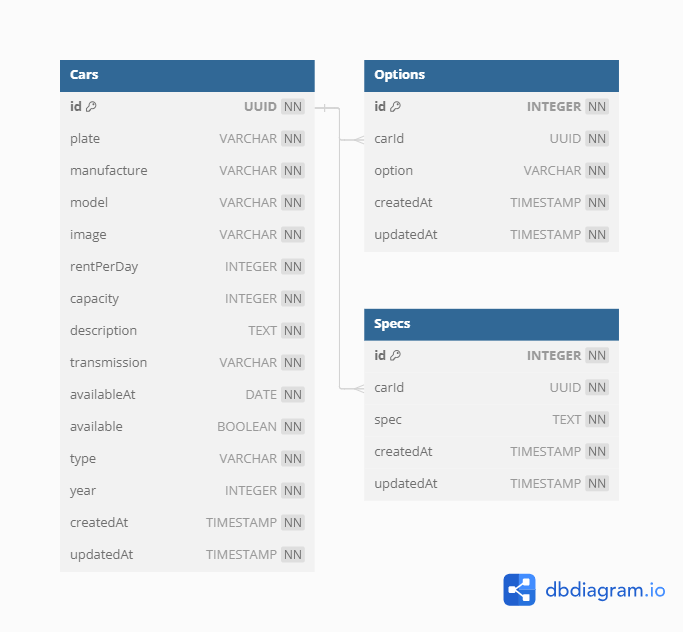 Cars
id UUID NN
plate VARCHAR NN
manufacture VARCHAR NN
model VARCHAR NN
image VARCHAR NN
rentPerDay INTEGER NN
capacity INTEGER NN
description TEXT NN
transmission VARCHAR NN
availableAt DATE NN
available BOOLEAN NN
type VARCHAR NN
year INTEGER NN
createdAt TIMESTAMP NN
updatedAt TIMESTAMP NN
Options
id INTEGER NN
carId UUID NN
option VARCHAR NN
createdAt TIMESTAMP NN
updatedAt TIMESTAMP NN
Specs
id INTEGER NN
carId UUID NN
spec TEXT NN
createdAt TIMESTAMP NN
updatedAt TIMESTAMP NN
dbdiagram.io